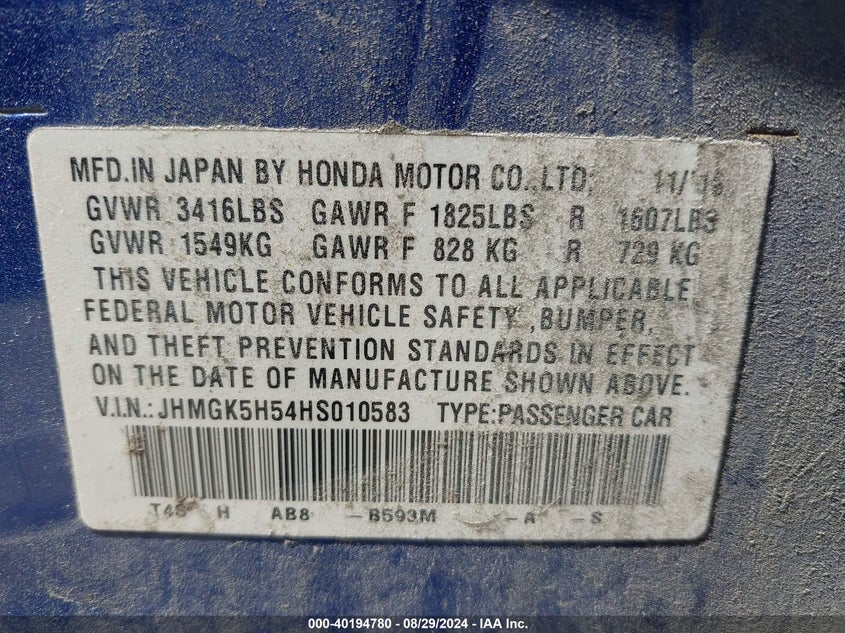 MFD.IN JAPAN BY HONDA MOTOR CO.,LTD. 11/'16
GVWR 3416LBS GAWR F 1825LBS R 1607LBS
GVWR 1549KG GAWR F 828 KG R 729 KG
THIS VEHICLE CONFORMS TO ALL APPLICABLE
FEDERAL MOTOR VEHICLE SAFETY ,BUMPER,
AND THEFT PREVENTION STANDARDS IN EFFECT
ON THE DATE OF MANUFACTURE SHOWN ABOVE.
V.I.N.:JHMGK5H54HS010583 TYPE:PASSENGER CAR
H AB8 -B593M -A -S
000-40194780 - 08/29/2024 - IAA Inc.